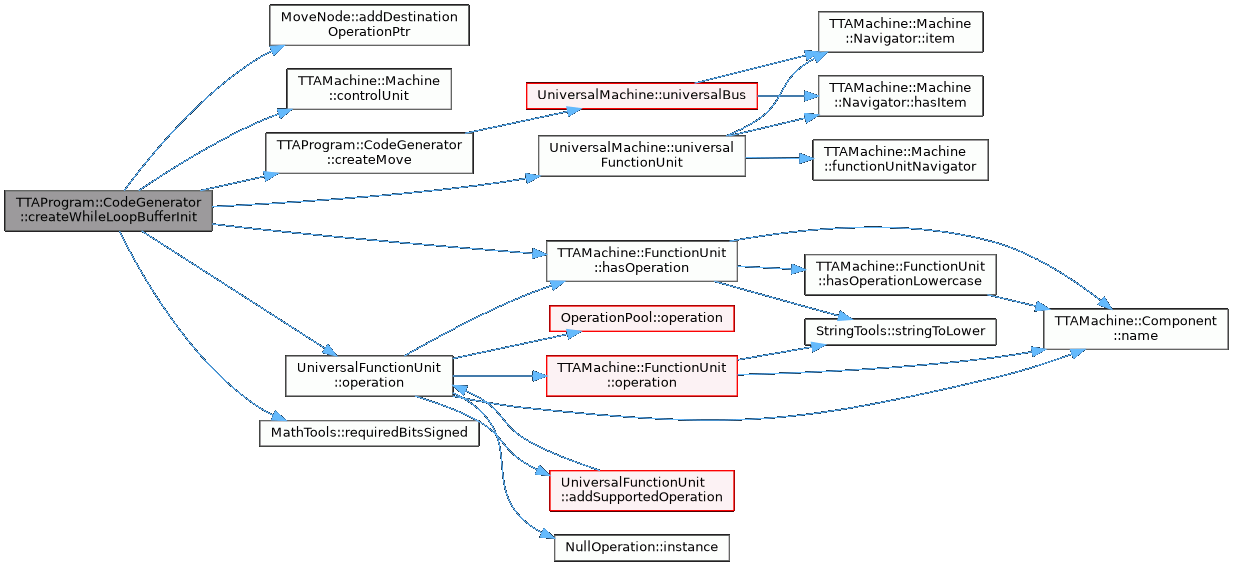 MoveNode::addDestination
OperationPtr
TTAMachine::Machine
::controlUnit
TTAProgram::CodeGenerator
::createMove
TTAProgram::CodeGenerator
::createWhileLoopBufferInit
UniversalFunctionUnit
::operation
MathTools::requiredBitsSigned
UniversalMachine::universalBus
UniversalMachine::universal
FunctionUnit
TTAMachine::FunctionUnit
::hasOperation
OperationPool::operation
TTAMachine::FunctionUnit
::operation
UniversalFunctionUnit
::addSupportedOperation
NullOperation::instance
TTAMachine::Machine
::Navigator::item
TTAMachine::Machine
::Navigator::hasItem
TTAMachine::Machine
::functionUnitNavigator
TTAMachine::FunctionUnit
::hasOperationLowercase
StringTools::stringToLower
TTAMachine::Component
::name